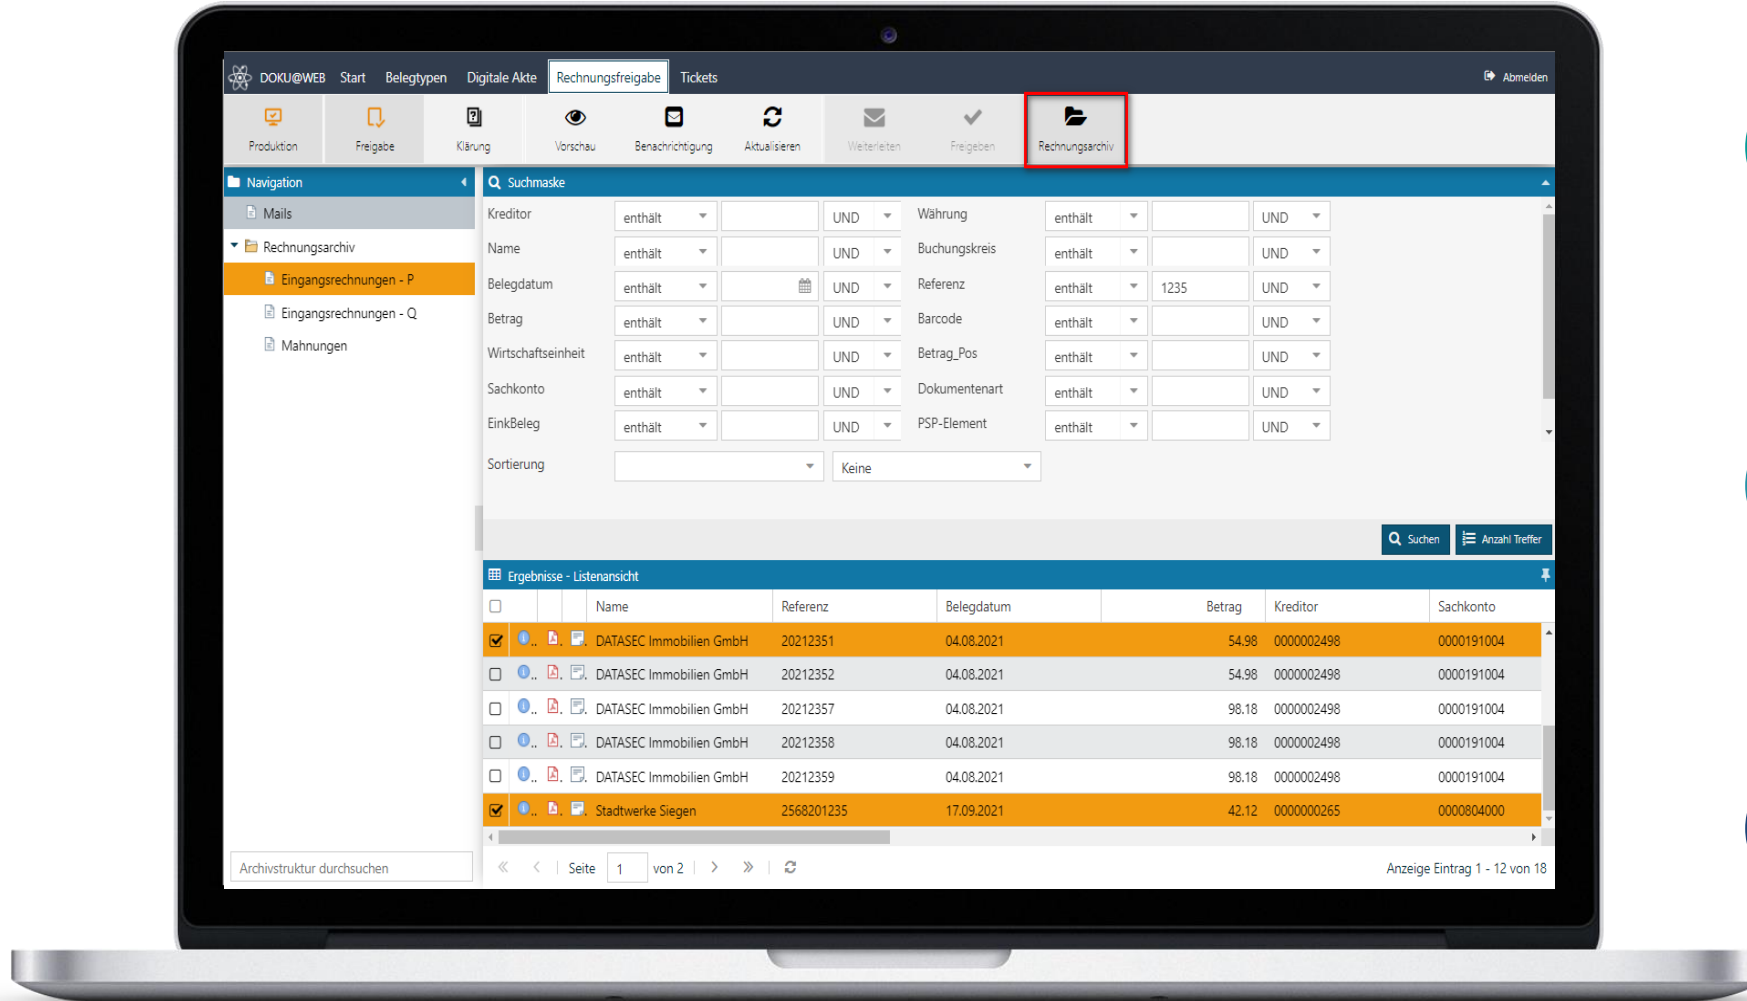 DOKU@WEB Start Belegtypen Digitale Akte Rechnungsfreigabe Tickets Abmelden
Produktion Freigabe Klärung Vorschau Benachrichtigung Aktualisieren Weiterleiten Freigeben Rechnungsarchiv
Navigation
Mails
Rechnungsarchiv
Eingangsrechnungen - P
Eingangsrechnungen - Q
Mahnungen
Archivstruktur durchsuchen
Suchmaske
Kreditor enthält UND Währung enthält UND
Name enthält UND Buchungskreis enthält UND
Belegdatum enthält UND Referenz enthält 1235 UND
Betrag enthält UND Barcode enthält UND
Wirtschaftseinheit enthält UND Betrag_Pos enthält UND
Sachkonto enthält UND Dokumentenart enthält UND
EinkBeleg enthält UND PSP-Element enthält UND
Sortierung Keine
Suchen Anzahl Treffer
Ergebnisse - Listenansicht
Name Referenz Belegdatum Betrag Kreditor Sachkonto
DATASEC Immobilien GmbH 20212351 04.08.2021 54.98 0000002498 0000191004
DATASEC Immobilien GmbH 20212352 04.08.2021 54.98 0000002498 0000191004
DATASEC Immobilien GmbH 20212357 04.08.2021 98.18 0000002498 0000191004
DATASEC Immobilien GmbH 20212358 04.08.2021 98.18 0000002498 0000191004
DATASEC Immobilien GmbH 20212359 04.08.2021 98.18 0000002498 0000191004
Stadtwerke Siegen 2568201235 17.09.2021 42.12 0000000265 0000804000
Seite 1 von 2 Anzeige Eintrag 1 - 12 von 18